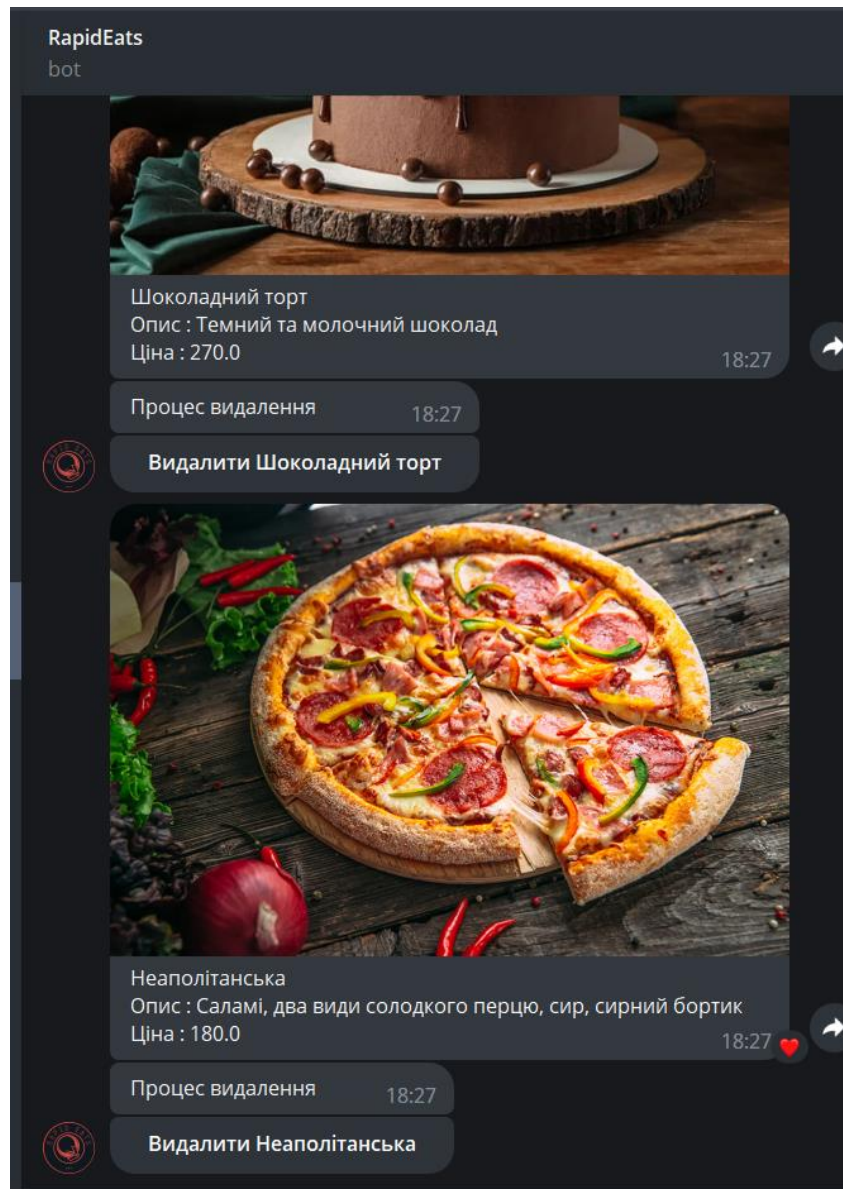 RapidEats
bot
Шоколадний торт
Опис : Темний та молочний шоколад
Ціна : 270.0
18:27
Процес видалення
18:27
Видалити Шоколадний торт
Неаполітанська
Опис : Саламі, два види солодкого перцю, сир, сирний бортик
Ціна : 180.0
18:27
Процес видалення
18:27
Видалити Неаполітанська